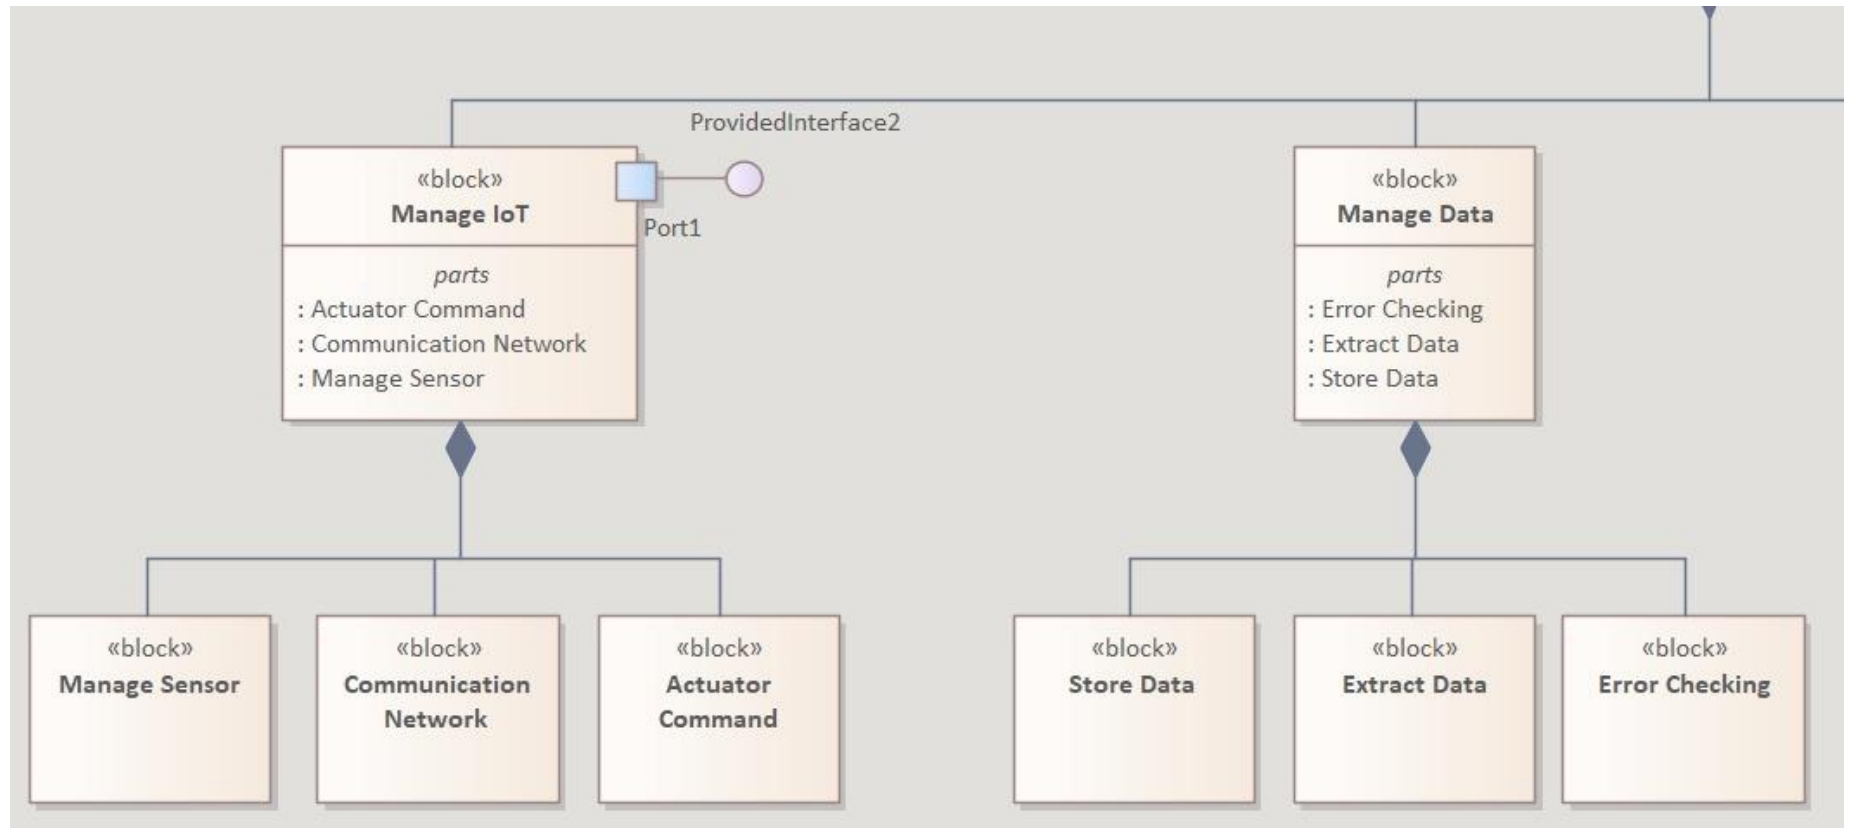 ProvidedInterface2
«block»
Manage IoT
Port1
parts
: Actuator Command
: Communication Network
: Manage Sensor
«block»
Manage Data
parts
: Error Checking
: Extract Data
: Store Data
«block»
Manage Sensor
«block»
Communication
Network
«block»
Actuator
Command
«block»
Store Data
«block»
Extract Data
«block»
Error Checking